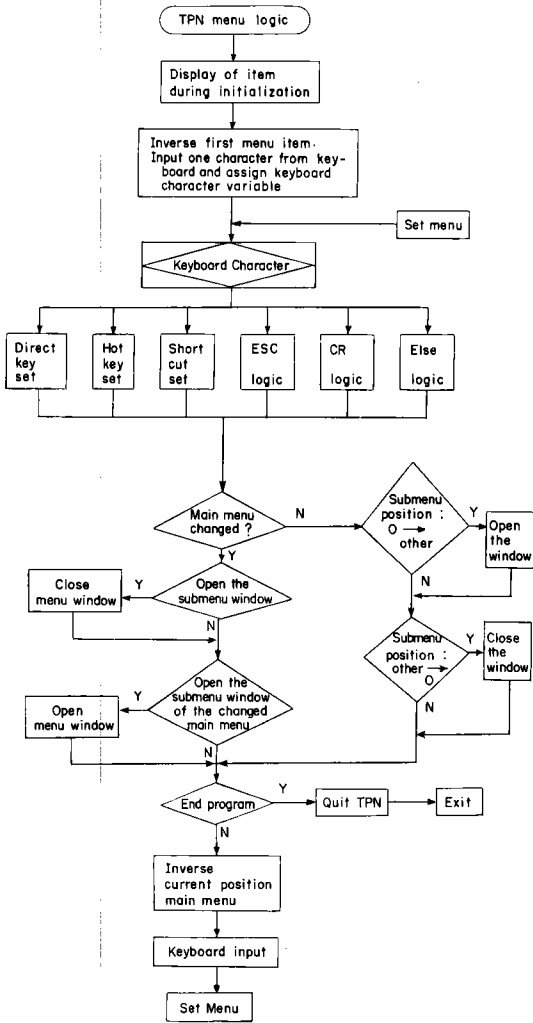 TPN menu logic
Display of item
during initialization
Inverse first menu item.
Input one character from key-
board and assign keyboard
character variable
Set menu
Keyboard Character
Direct
key
set
Hot
key
set
Short
cut
set
ESC
logic
CR
logic
Else
logic
Main menu
changed ?
N
Y
Submenu
position :
O →
other
Y
N
Open
the
window
Open the
submenu window
Y
N
Close
menu window
Submenu
position :
other →
O
Y
N
Close
the
window
Open the
submenu window
of the changed
main menu
Y
N
Open
menu window
End program
Y
N
Quit TPN
Exit
Inverse
current position
main menu
Keyboard input
Set Menu